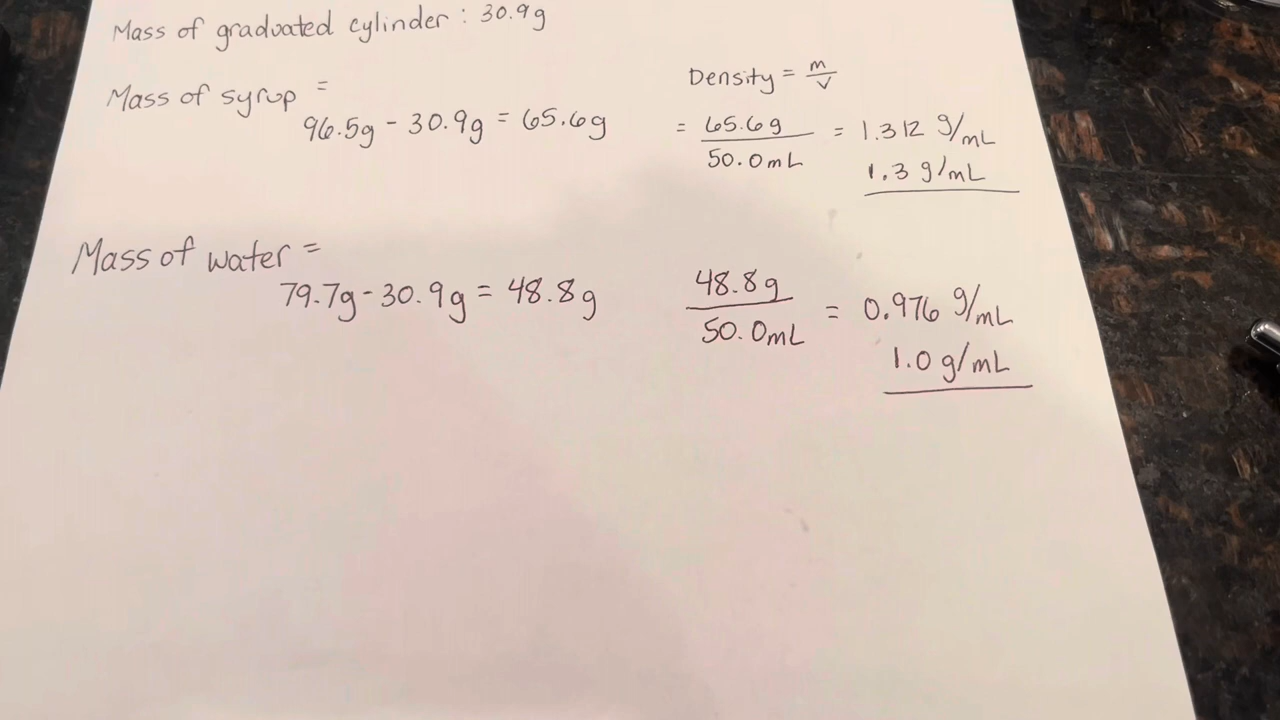 Mass of graduated cylinder : 30.9g
Mass of syrup =
96.5g - 30.9g = 65.6g
Density = m/v
= 65.6g / 50.0mL = 1.312 g/mL
1.3 g/mL
Mass of water =
79.7g - 30.9g = 48.8g
48.8g / 50.0mL = 0.976 g/mL
1.0 g/mL